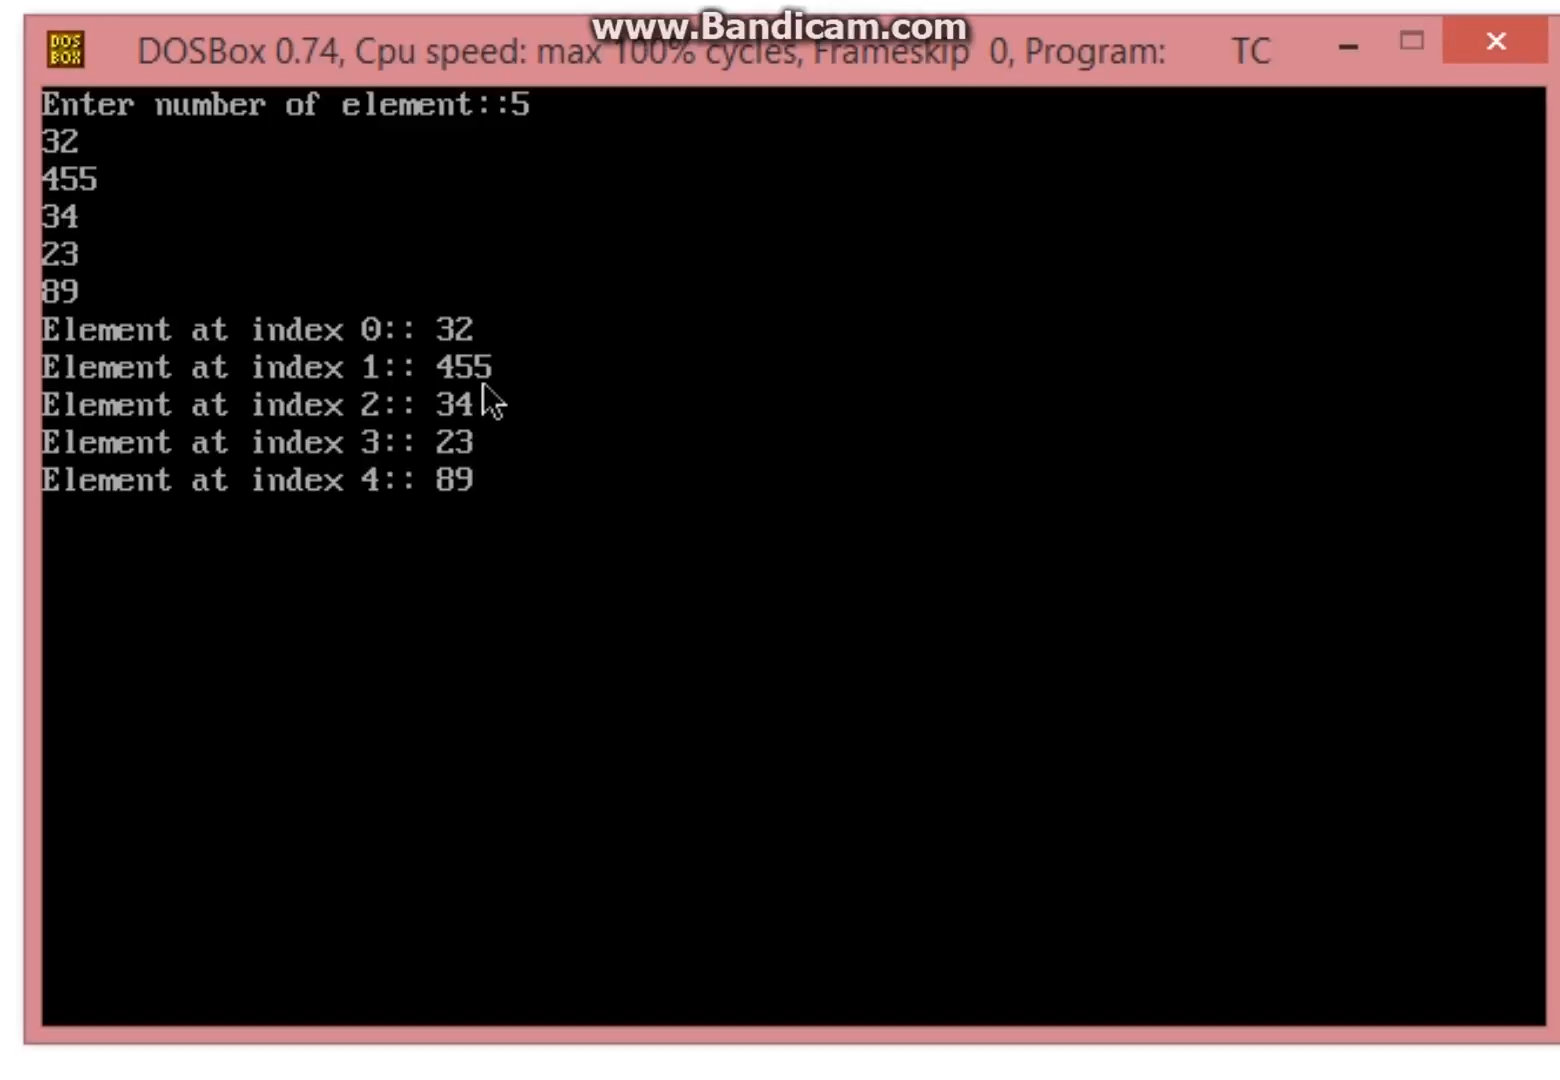 www.Bandicam.com
DOS
BOX
DOSBox 0.74, Cpu speed: max 100% cycles, Frameskip 0, Program: TC
Enter number of element::5
32
455
34
23
89
Element at index 0:: 32
Element at index 1:: 455
Element at index 2:: 34
Element at index 3:: 23
Element at index 4:: 89